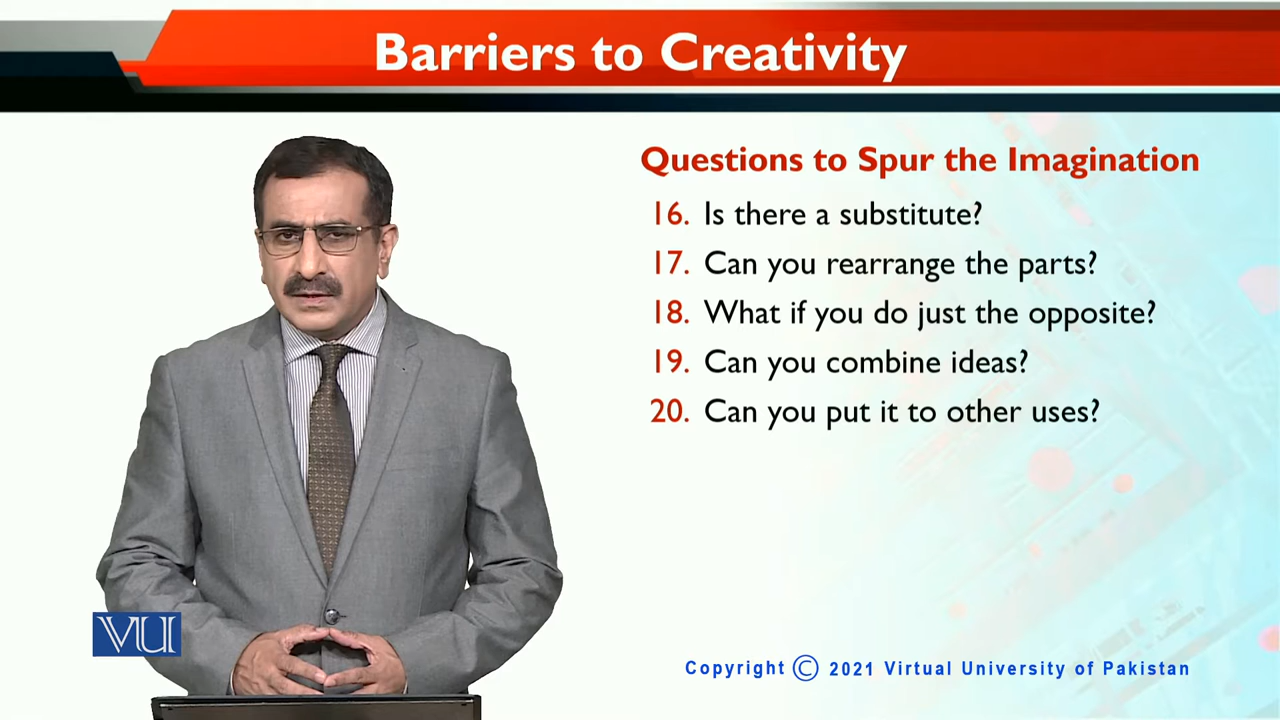 Barriers to Creativity
Questions to Spur the Imagination
16. Is there a substitute?
17. Can you rearrange the parts?
18. What if you do just the opposite?
19. Can you combine ideas?
20. Can you put it to other uses?
VU
Copyright © 2021 Virtual University of Pakistan